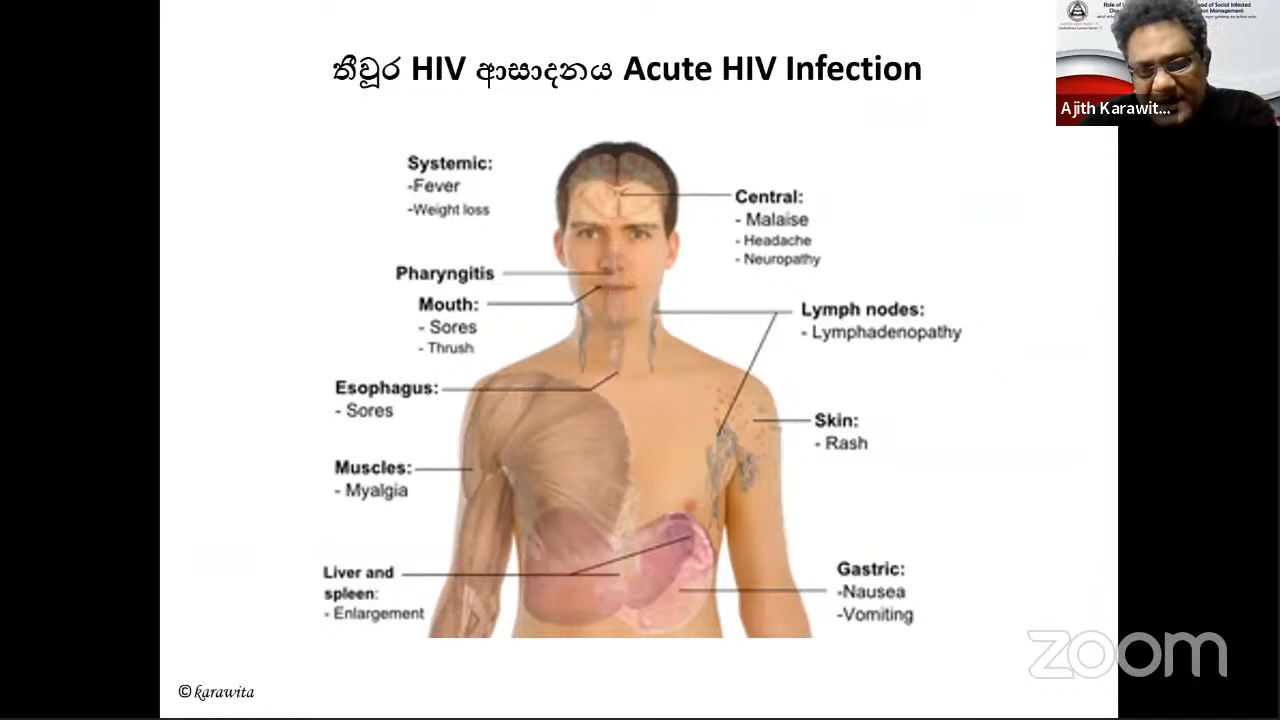 තීව්‍ර HIV ආසාදනය Acute HIV Infection
Systemic:
-Fever
-Weight loss
Central:
- Malaise
- Headache
- Neuropathy
Pharyngitis
Mouth:
- Sores
- Thrush
Lymph nodes:
- Lymphadenopathy
Esophagus:
- Sores
Skin:
- Rash
Muscles:
- Myalgia
Liver and
spleen:
- Enlargement
Gastric:
-Nausea
-Vomiting
© karawita
Ajith Karawit...
zoom